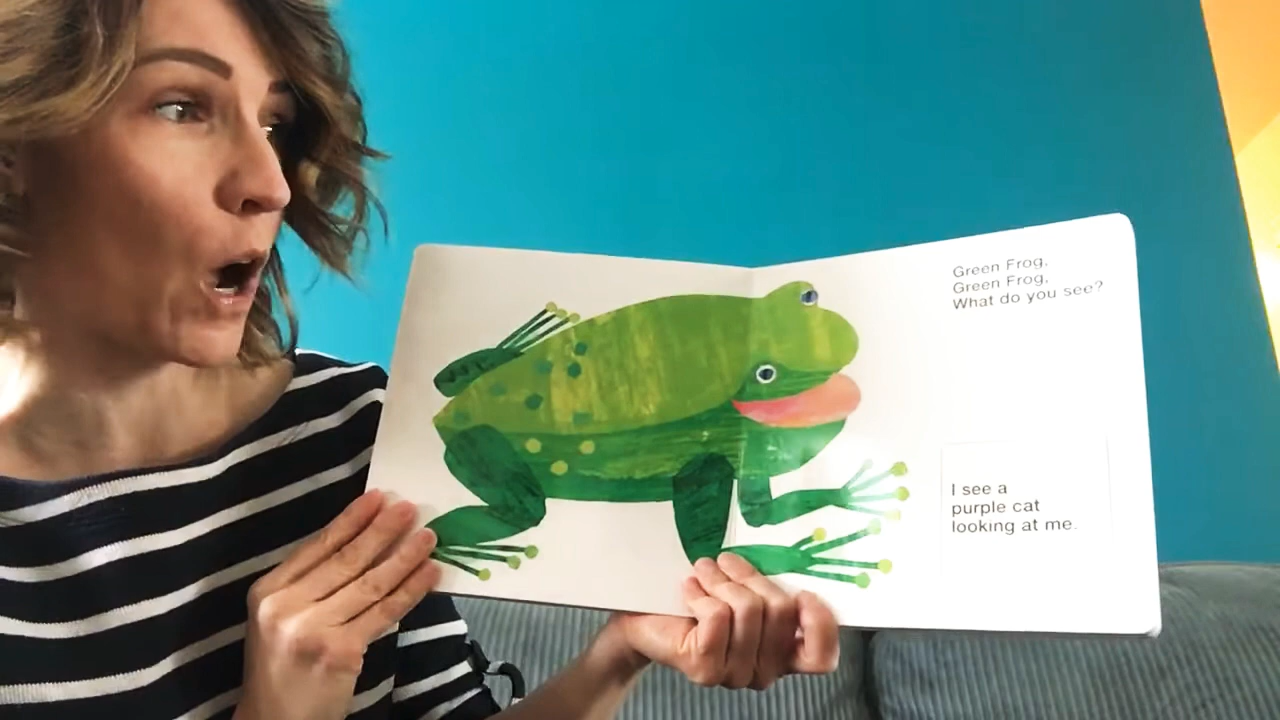 Green Frog,
Green Frog,
What do you see?
I see a
purple cat
looking at me.